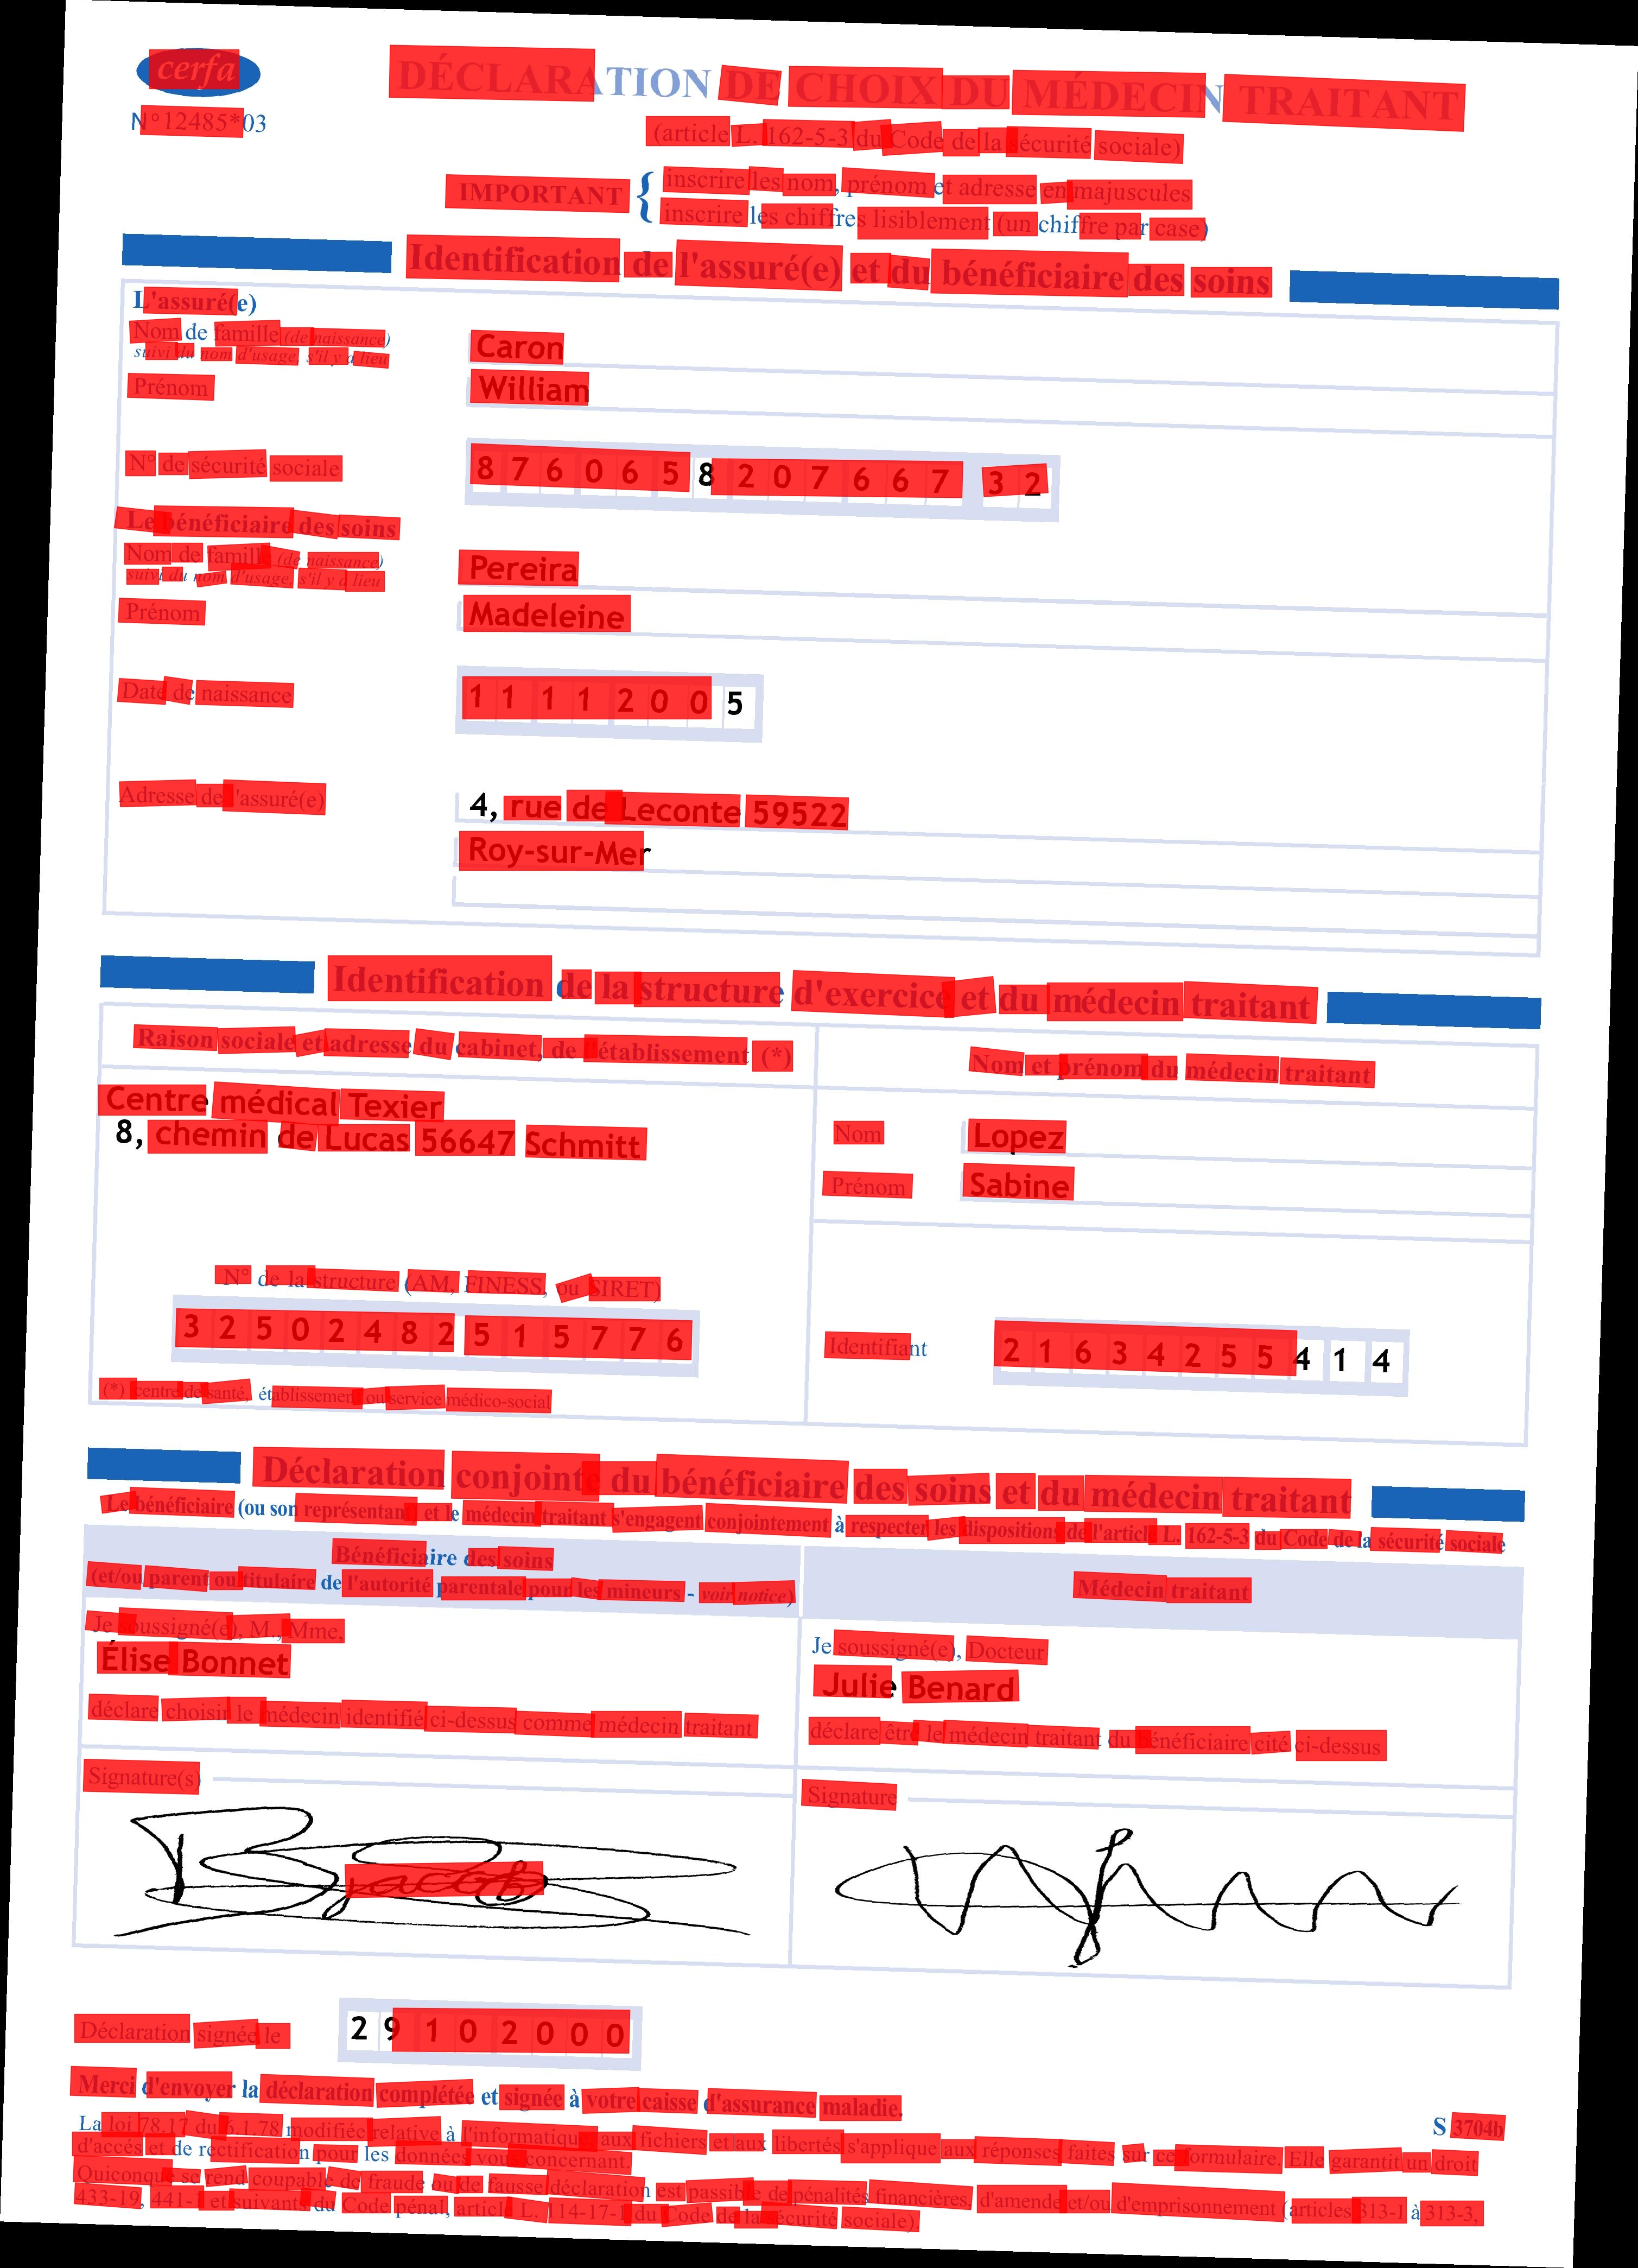 cerfa
N°12485*03
DÉCLARATION DE CHOIX DU MÉDECIN TRAITANT
(article L. 162-5-3 du Code de la sécurité sociale)
IMPORTANT { inscrire les nom, prénom et adresse en majuscules
inscrire les chiffres lisiblement (un chiffre par case)
Identification de l'assuré(e) et du bénéficiaire des soins
L'assuré(e)
Nom de famille (de naissance)
suivi du nom d'usage, s'il y a lieu
Caron
Prénom
William
N° de sécurité sociale
8 7 6 0 6 5 8 2 0 7 6 6 7 3 2
Le bénéficiaire des soins
Nom de famille (de naissance)
suivi du nom d'usage, s'il y a lieu
Pereira
Prénom
Madeleine
Date de naissance
1 1 1 1 2 0 0 5
Adresse de l'assuré(e)
4, rue de Leconte 59522
Roy-sur-Mer
Identification de la structure d'exercice et du médecin traitant
Raison sociale et adresse du cabinet, de l'établissement (*)
Centre médical Texier
8, chemin de Lucas 56647 Schmitt
N° de la structure (AM, FINESS, ou SIRET)
3 2 5 0 2 4 8 2 5 1 5 7 7 6
(*) centre de santé, établissement ou service médico-social
Nom et prénom du médecin traitant
Nom Lopez
Prénom Sabine
Identifiant 2 1 6 3 4 2 5 5 4 1 4
Déclaration conjointe du bénéficiaire des soins et du médecin traitant
Le bénéficiaire (ou son représentant) et le médecin traitant s'engagent conjointement à respecter les dispositions de l'article L. 162-5-3 du Code de la sécurité sociale
Bénéficiaire des soins
(et/ou parent ou titulaire de l'autorité parentale pour les mineurs - voir notice)
Je soussigné(e), M., Mme,
Élise Bonnet
déclare choisir le médecin identifié ci-dessus comme médecin traitant
Signature(s)
Médecin traitant
Je soussigné(e), Docteur
Julie Benard
déclare être le médecin traitant du bénéficiaire cité ci-dessus
Signature
Déclaration signée le
2 9 1 0 2 0 0 0
Merci d'envoyer la déclaration complétée et signée à votre caisse d'assurance maladie.
S 3704b
La loi 78.17 du 6.1.78 modifiée relative à l'informatique, aux fichiers et aux libertés s'applique aux réponses faites sur ce formulaire. Elle garantit un droit
d'accés et de rectification pour les données vous concernant.
Quiconque se rend coupable de fraude ou de fausse déclaration est passible de pénalités financières, d'amende et/ou d'emprisonnement (articles 313-1 à 313-3,
433-19, 441-1 et suivants du Code pénal, article L. 114-17-1 du Code de la sécurité sociale).